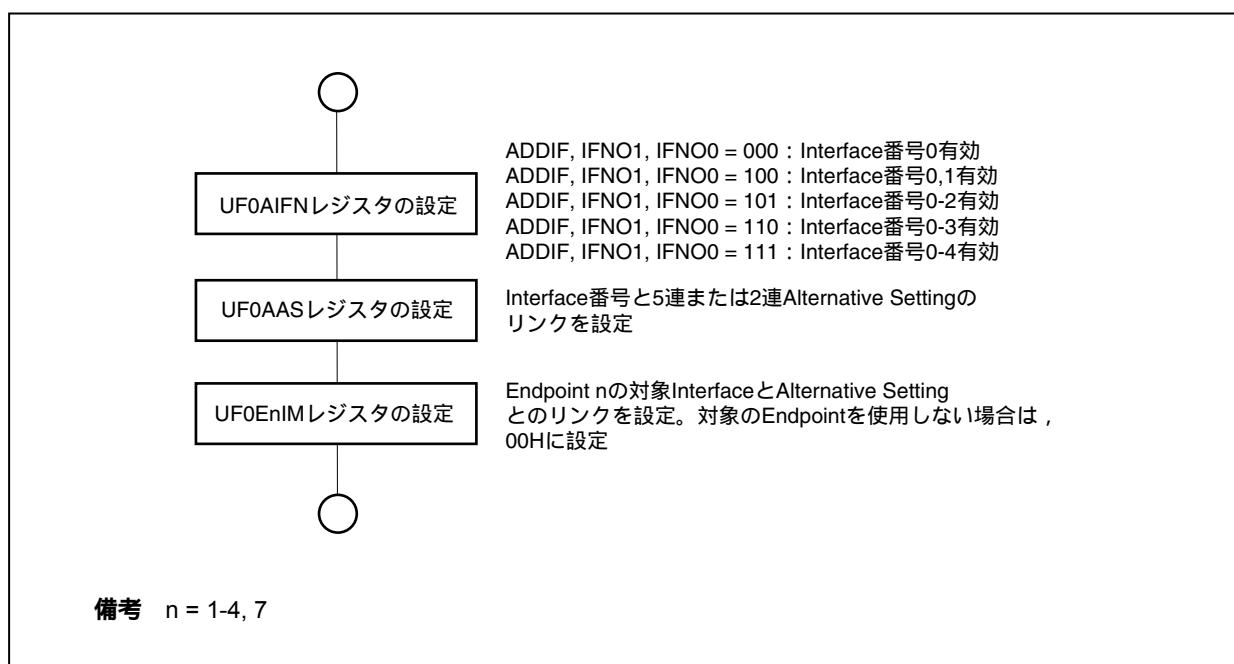 UF0AIFNレジスタの設定
ADDIF, IFNO1, IFNO0 = 000：Interface番号0有効
ADDIF, IFNO1, IFNO0 = 100：Interface番号0,1有効
ADDIF, IFNO1, IFNO0 = 101：Interface番号0-2有効
ADDIF, IFNO1, IFNO0 = 110：Interface番号0-3有効
ADDIF, IFNO1, IFNO0 = 111：Interface番号0-4有効
UF0AASレジスタの設定
Interface番号と5連または2連Alternative Settingの
リンクを設定
UF0EnIMレジスタの設定
Endpoint nの対象InterfaceとAlternative Setting
とのリンクを設定。対象のEndpointを使用しない場合は，
00Hに設定
備考 n = 1-4, 7